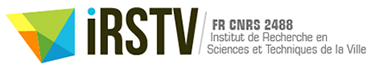 iRSTV
FR CNRS 2488
Institut de Recherche en
Sciences et Techniques de la Ville